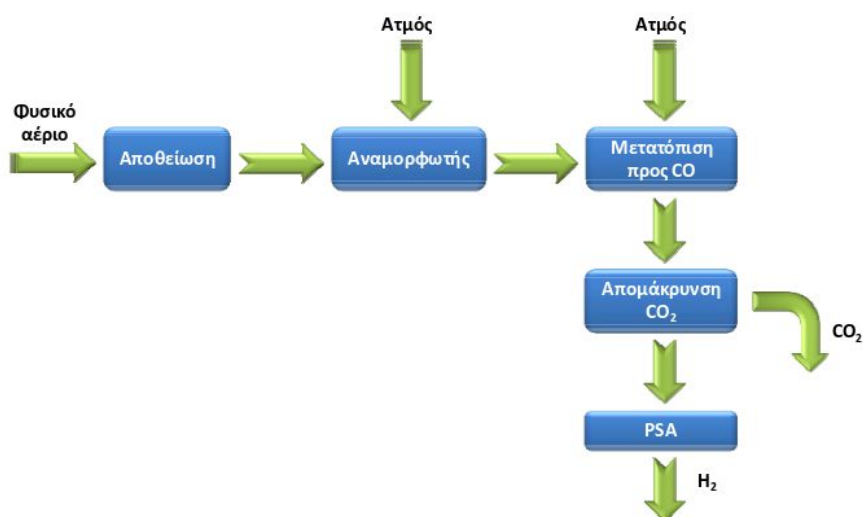 Ατμός
Ατμός
Φυσικό
αέριο
Αποθείωση
Αναμορφωτής
Μετατόπιση
προς CO
Απομάκρυνση
CO₂
CO₂
PSA
H₂